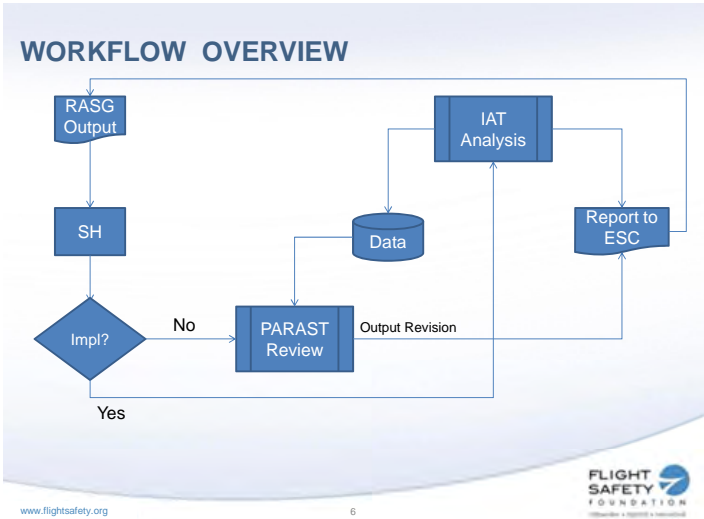 WORKFLOW OVERVIEW
RASG
Output
IAT
Analysis
SH
Data
Report to
ESC
Impl?
No
PARAST
Review
Output Revision
Yes
FLIGHT
SAFETY
FOUNDATION
www.flightsafety.org
6